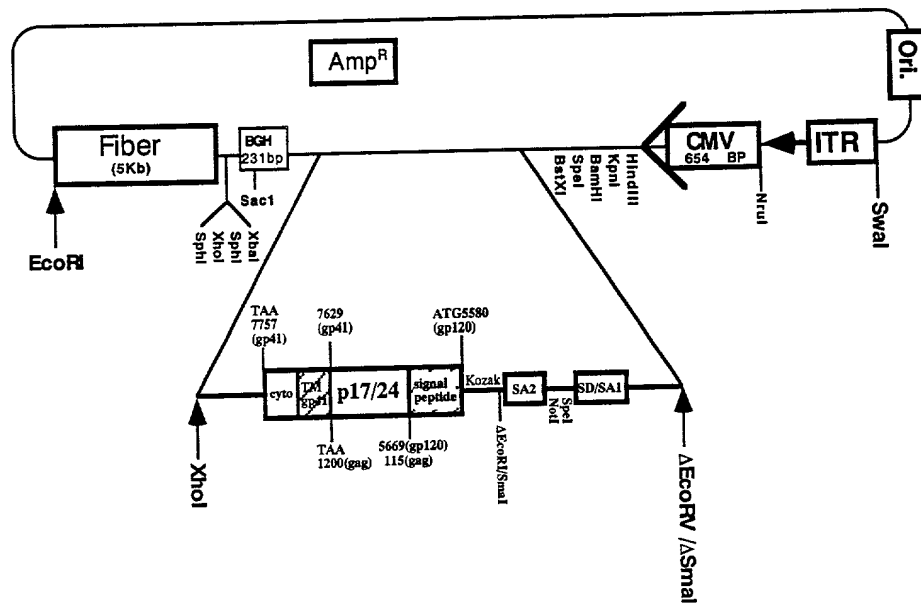 Amp^R
Ori.
Fiber
(5Kb)
BGH
231bp
CMV
654 BP
ITR
Sac1
SphI
XhoI
SphI
XbaI
BstXI
SpeI
BamHI
KpnI
HindIII
NruI
SwaI
EcoRI
TAA
7757
(gp41)
7629
(gp41)
ATG5580
(gp120)
cyto
TM
gp41
p17/24
signal
peptide
Kozak
SA2
SpeI
NotI
SD/SA1
TAA
1200(gag)
5669(gp120)
115(gag)
ΔEcoRI/SmaI
XhoI
ΔEcoRV /ΔSmaI